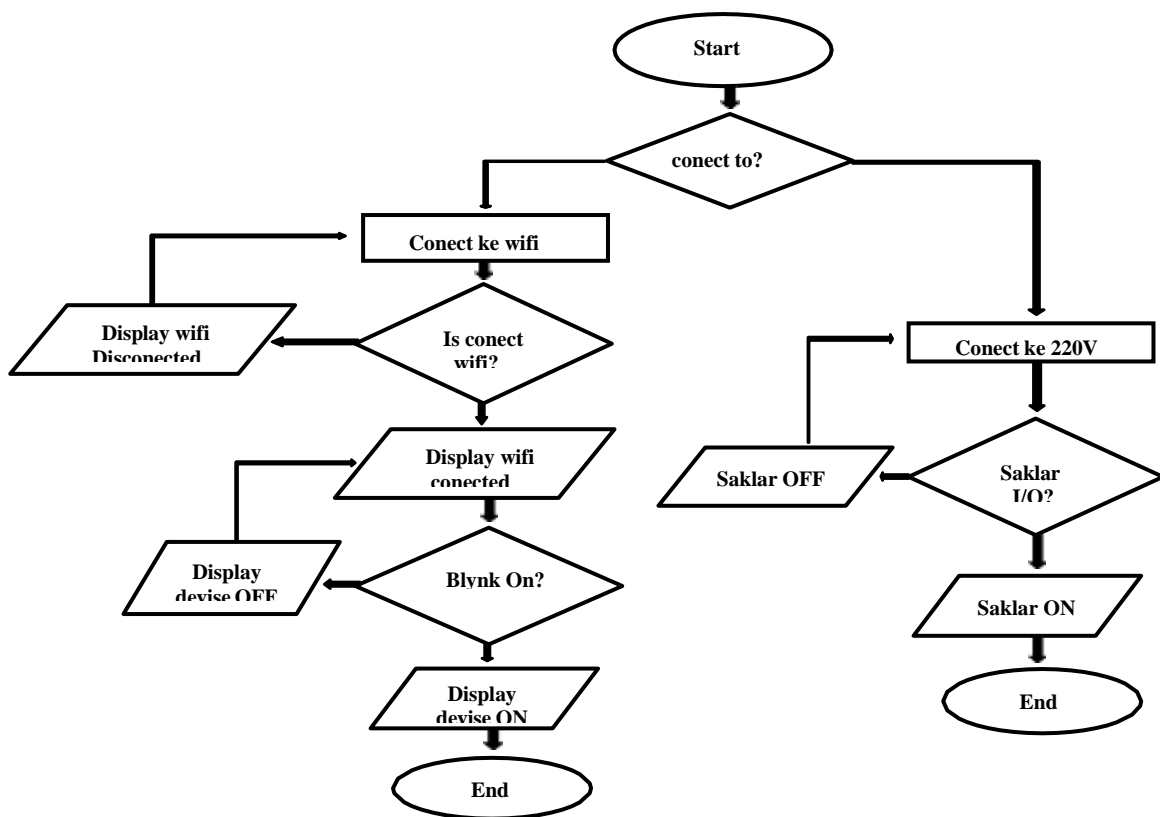 Start
conect to?
Conect ke wifi
Display wifi
Disconected
Is conect
wifi?
Conect ke 220V
Display wifi
conected
Saklar OFF
Saklar
I/O?
Display
devise OFF
Blynk On?
Saklar ON
Display
devise ON
End
End